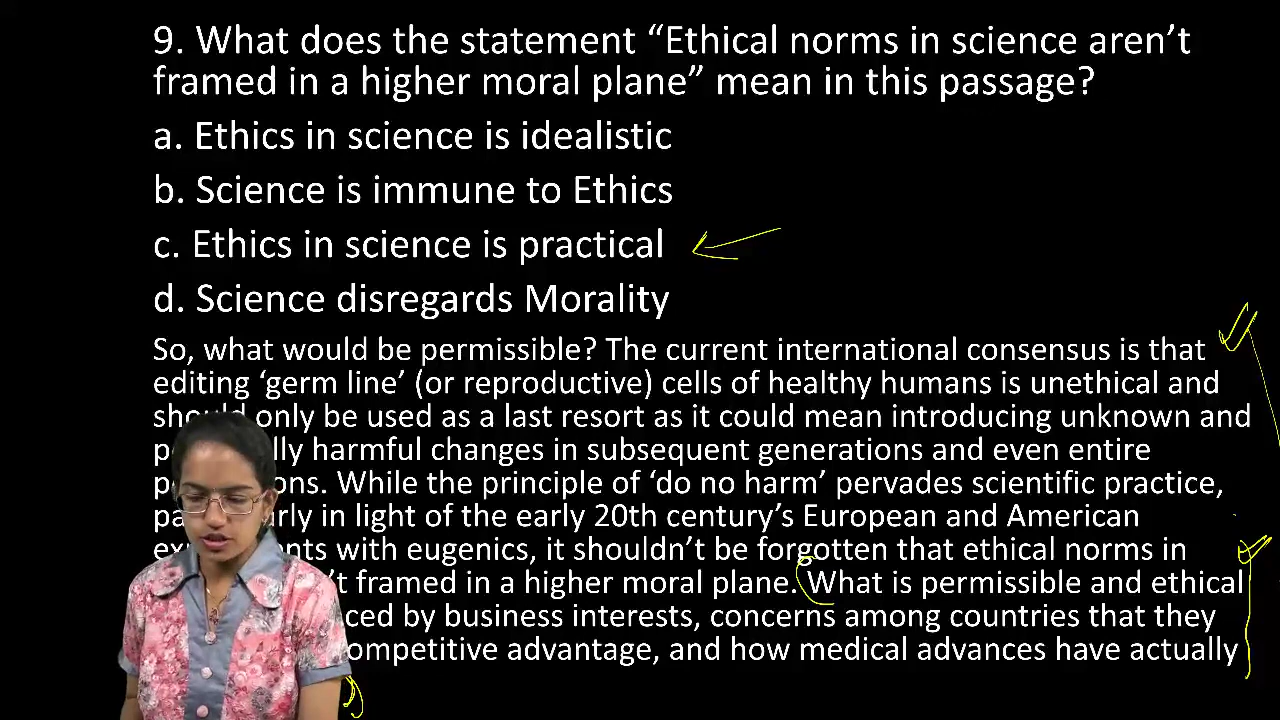 9. What does the statement “Ethical norms in science aren’t
framed in a higher moral plane” mean in this passage?
a. Ethics in science is idealistic
b. Science is immune to Ethics
c. Ethics in science is practical
d. Science disregards Morality
So, what would be permissible? The current international consensus is that
editing ‘germ line’ (or reproductive) cells of healthy humans is unethical and
should only be used as a last resort as it could mean introducing unknown and
harmful changes in subsequent generations and even entire
While the principle of ‘do no harm’ pervades scientific practice,
in light of the early 20th century’s European and American
with eugenics, it shouldn’t be forgotten that ethical norms in
framed in a higher moral plane. What is permissible and ethical
by business interests, concerns among countries that they
competitive advantage, and how medical advances have actually